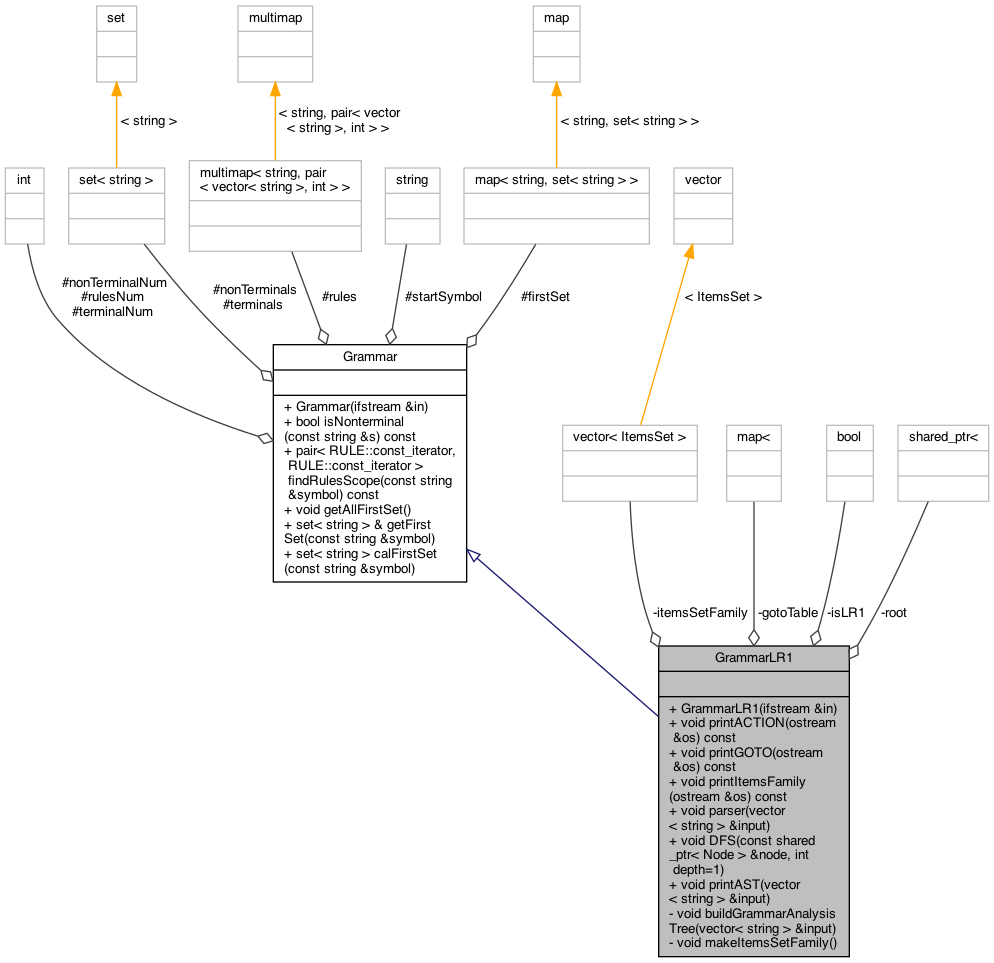 set
multimap
map
< string >
< string, pair< vector
< string >, int > >
< string, set< string > >
int
set< string >
multimap< string, pair
< vector< string >, int > >
string
map< string, set< string > >
vector
#nonTerminalNum
#rulesNum
#terminalNum
#nonTerminals
#terminals
#rules
#startSymbol
#firstSet
< ItemsSet >
Grammar
+ Grammar(ifstream &in)
+ bool isNonterminal
(const string &s) const
+ pair< RULE::const_iterator,
RULE::const_iterator >
findRulesScope(const string
&symbol) const
+ void getAllFirstSet()
+ set< string > & getFirst
Set(const string &symbol)
+ set< string > calFirstSet
(const string &symbol)
vector< ItemsSet >
map<
bool
shared_ptr<
-itemsSetFamily
-gotoTable
-isLR1
-root
GrammarLR1
+ GrammarLR1(ifstream &in)
+ void printACTION(ostream
&os) const
+ void printGOTO(ostream
&os) const
+ void printItemsFamily
(ostream &os) const
+ void parser(vector
< string > &input)
+ void DFS(const shared
_ptr< Node > &node, int
depth=1)
+ void printAST(vector
< string > &input)
- void buildGrammarAnalysis
Tree(vector< string > &input)
- void makeItemsSetFamily()